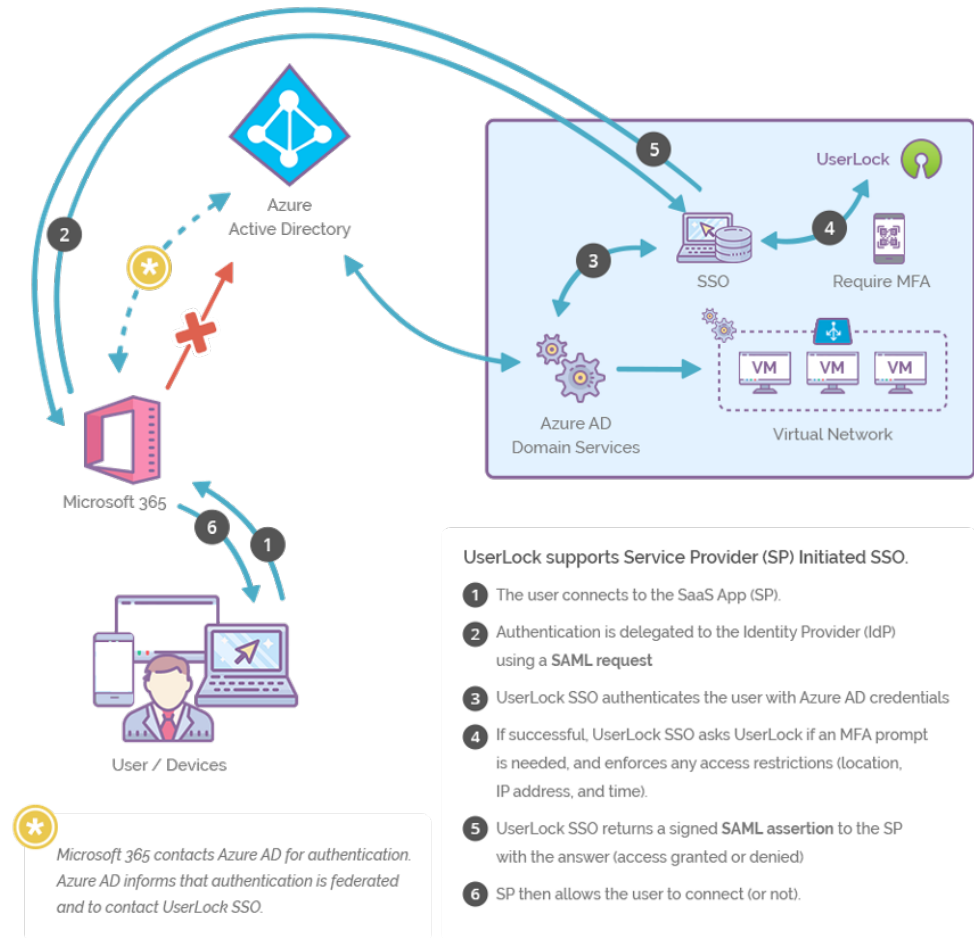 2
5
UserLock
Azure
Active Directory
4
3
SSO
Require MFA
VM
VM
VM
Azure AD
Domain Services
Virtual Network
Microsoft 365
6
1
User / Devices
UserLock supports Service Provider (SP) Initiated SSO.
1 The user connects to the SaaS App (SP).
2 Authentication is delegated to the Identity Provider (IdP)
using a SAML request
3 UserLock SSO authenticates the user with Azure AD credentials
4 If successful, UserLock SSO asks UserLock if an MFA prompt
is needed, and enforces any access restrictions (location,
IP address, and time).
5 UserLock SSO returns a signed SAML assertion to the SP
with the answer (access granted or denied)
6 SP then allows the user to connect (or not).
Microsoft 365 contacts Azure AD for authentication.
Azure AD informs that authentication is federated
and to contact UserLock SSO.